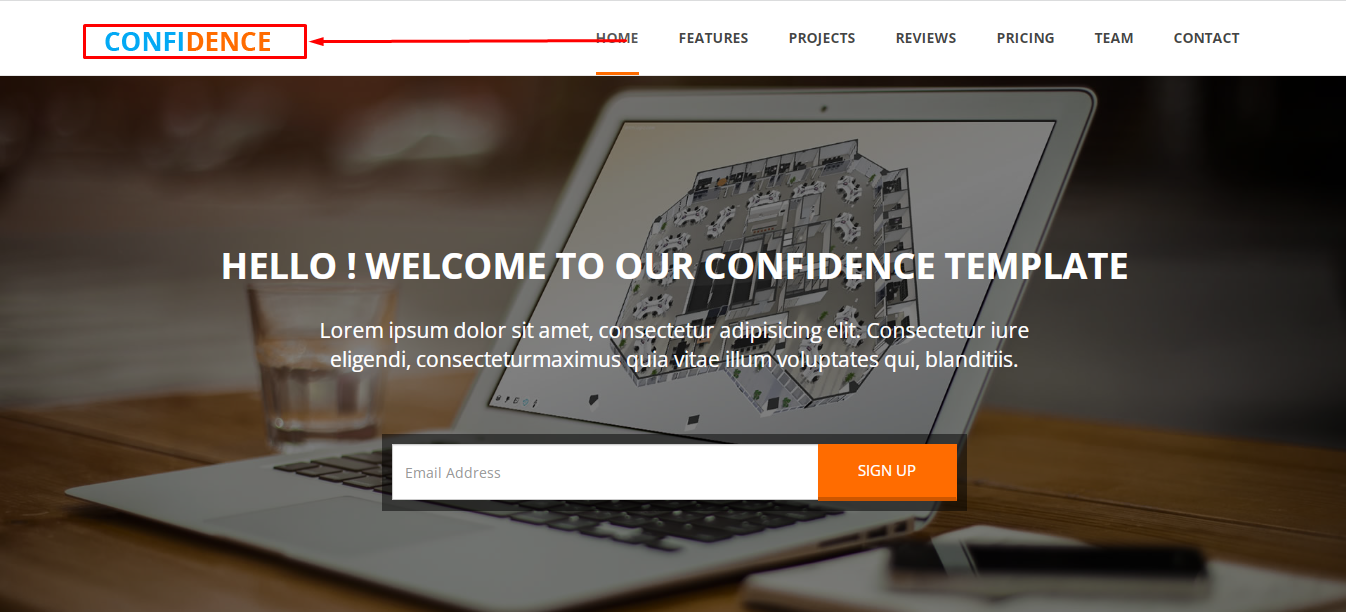 CONFIDENCE
HOME FEATURES PROJECTS REVIEWS PRICING TEAM CONTACT
HELLO ! WELCOME TO OUR CONFIDENCE TEMPLATE
Lorem ipsum dolor sit amet, consectetur adipisicing elit. Consectetur iure
eligendi, consecteturmaximus quia vitae illum voluptates qui, blanditiis.
Email Address SIGN UP